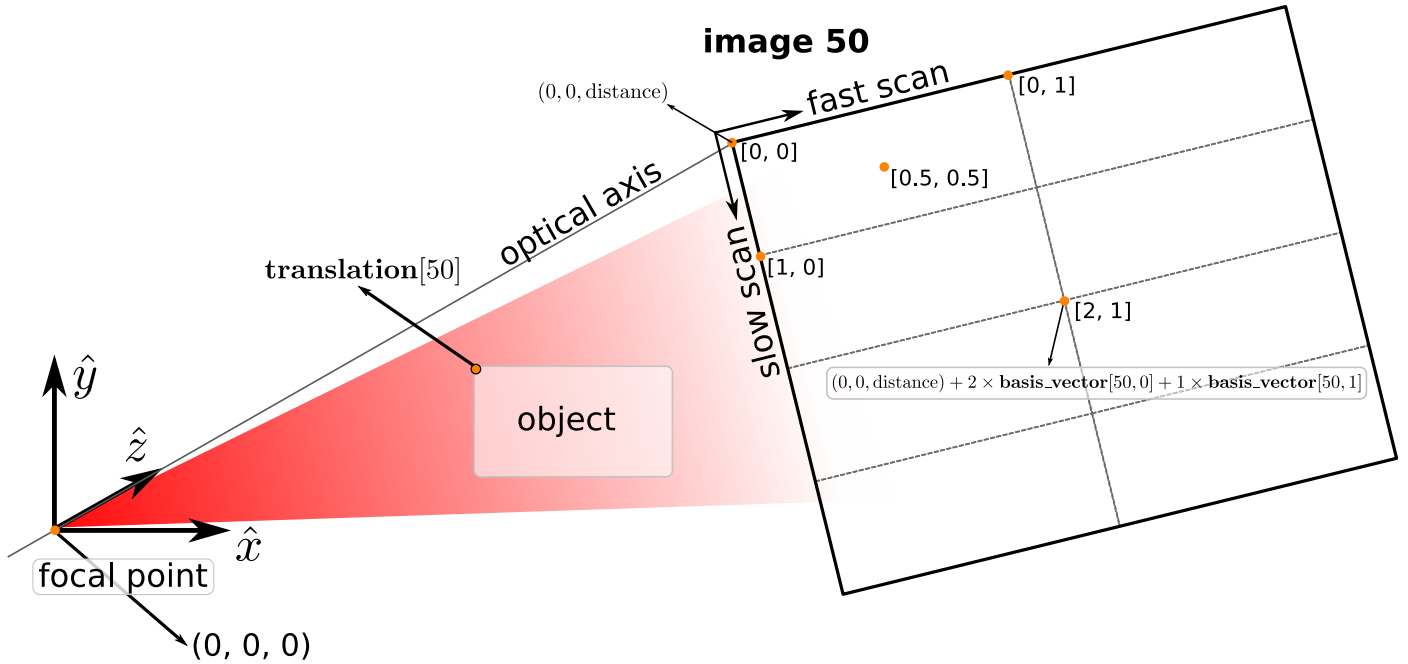 image 50
(0, 0, distance)
fast scan
[0, 1]
[0, 0]
[0.5, 0.5]
optical axis
slow scan
[1, 0]
translation[50]
[2, 1]
(0, 0, distance) + 2 × basis_vector[50, 0] + 1 × basis_vector[50, 1]
ŷ
object
ẑ
x̂
focal point
(0, 0, 0)